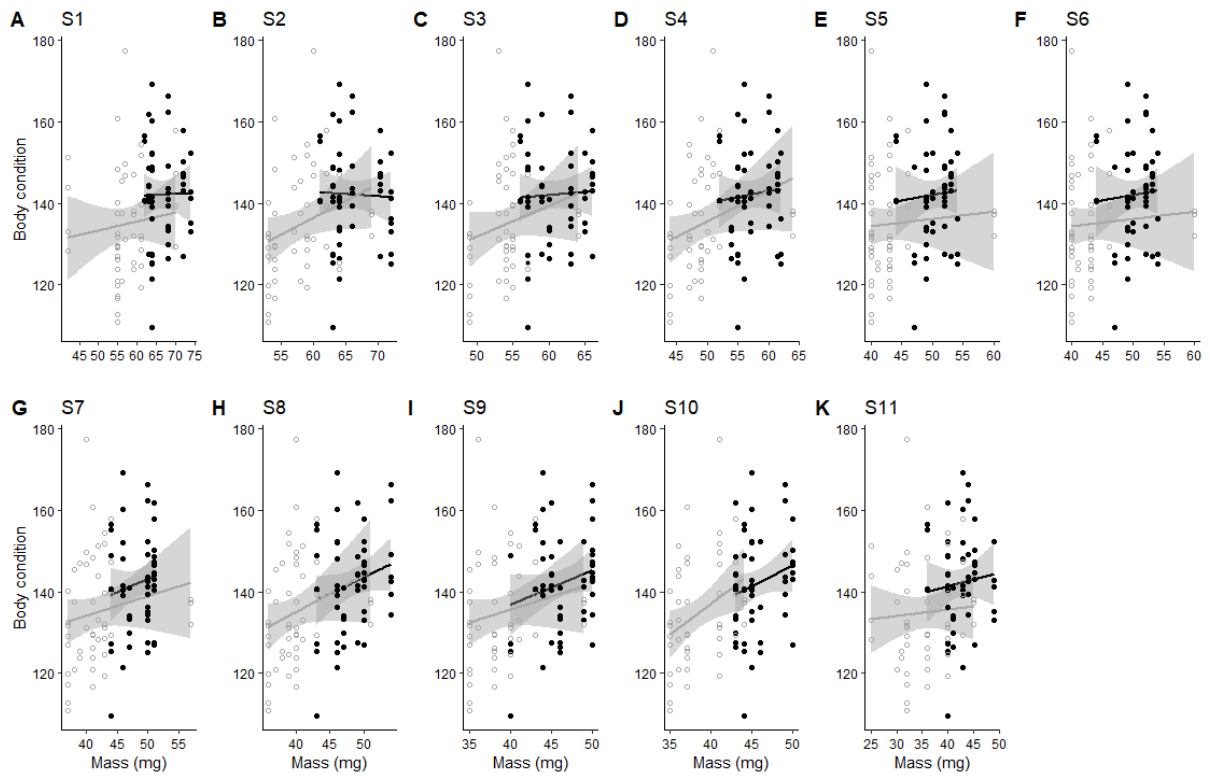 A S1 B S2 C S3 D S4 E S5 F S6
180
160
140
120
Body condition
45 50 55 60 65 70 75
55 60 65 70
50 55 60 65
45 50 55 60 65
40 45 50 55 60
40 45 50 55 60
G S7 H S8 I S9 J S10 K S11
180
160
140
120
Body condition
40 45 50 55
40 45 50
35 40 45 50
35 40 45 50
25 30 35 40 45 50
Mass (mg) Mass (mg) Mass (mg) Mass (mg) Mass (mg)